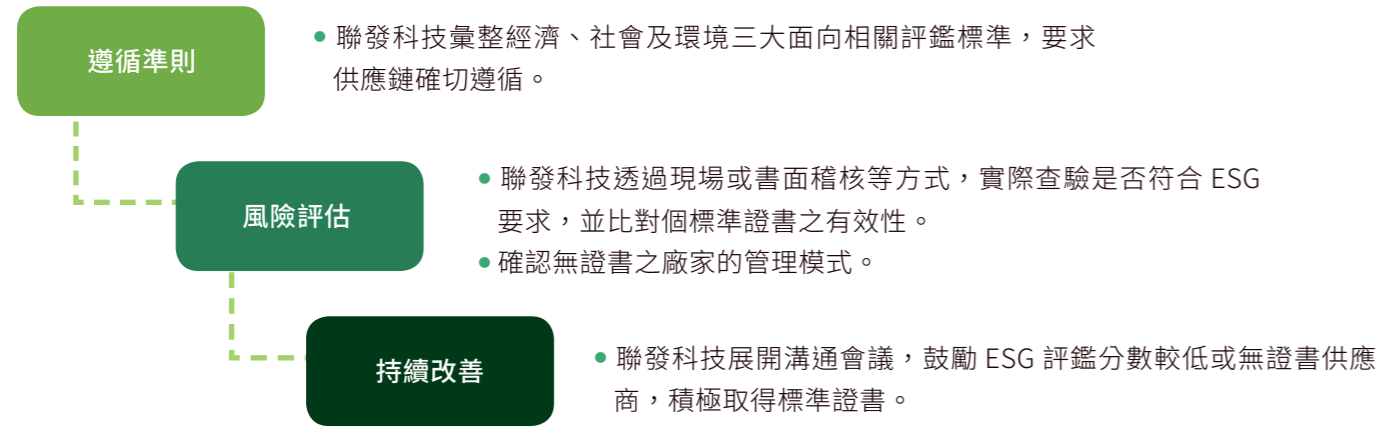 遵循準則
• 聯發科技彙整經濟、社會及環境三大面向相關評鑑標準，要求
供應鏈確切遵循。
風險評估
• 聯發科技透過現場或書面稽核等方式，實際查驗是否符合 ESG
要求，並比對個標準證書之有效性。
• 確認無證書之廠家的管理模式。
持續改善
• 聯發科技展開溝通會議，鼓勵 ESG 評鑑分數較低或無證書供應
商，積極取得標準證書。